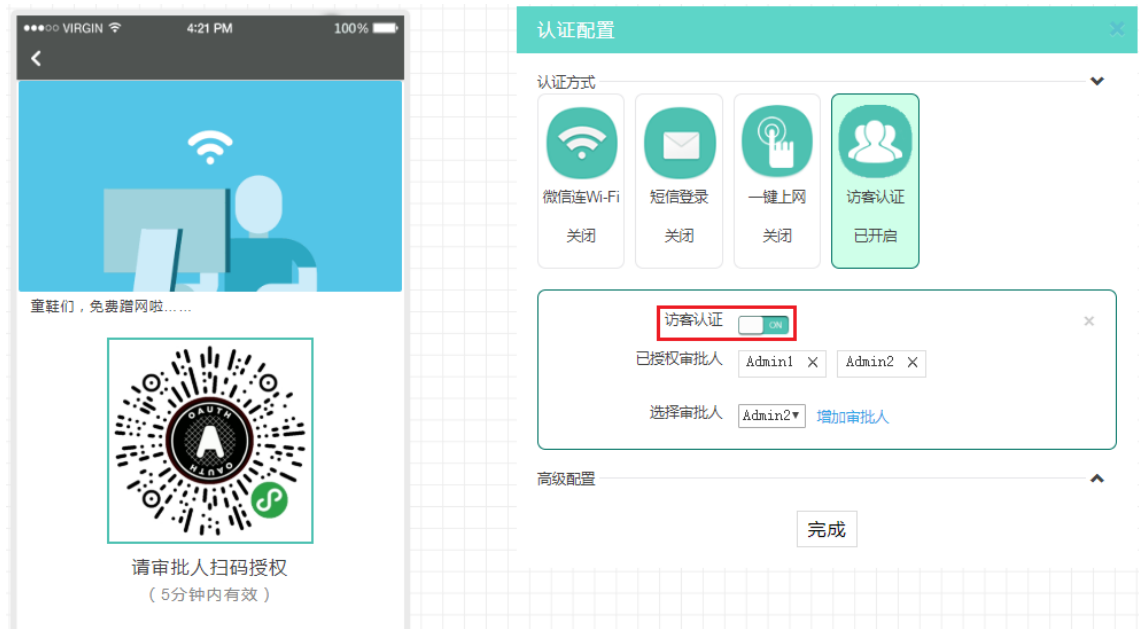 ●●●○○ VIRGIN 4:21 PM 100%
童鞋们，免费蹭网啦……
OAUTH
A
OAUTH
请审批人扫码授权
（5分钟内有效）
认证配置
认证方式
微信连Wi-Fi 短信登录 一键上网 访客认证
关闭 关闭 关闭 已开启
访客认证 ON
已授权审批人 Admin1 Admin2
选择审批人 Admin2 增加审批人
高级配置
完成